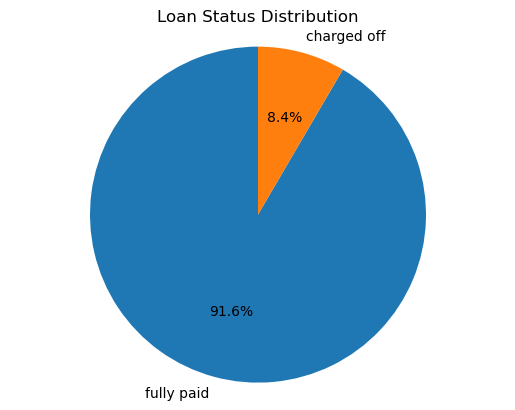 Loan Status Distribution
charged off
8.4%
91.6%
fully paid